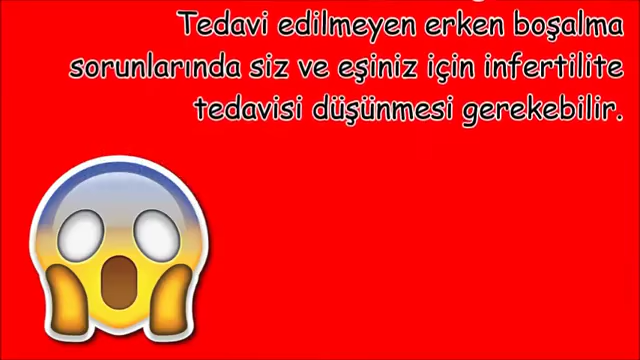 Tedavi edilmeyen erken boşalma
sorunlarında siz ve eşiniz için infertilite
tedavisi düşünmesi gerekebilir.